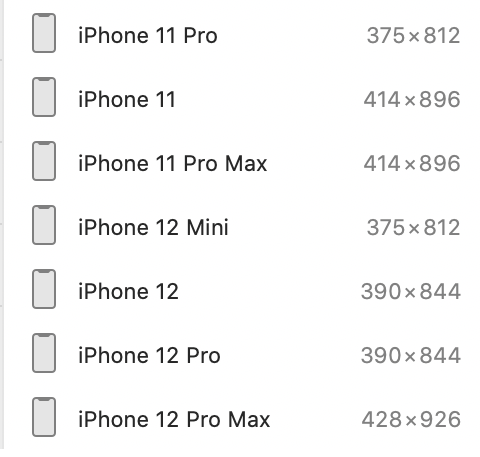 iPhone 11 Pro 375×812
iPhone 11 414×896
iPhone 11 Pro Max 414×896
iPhone 12 Mini 375×812
iPhone 12 390×844
iPhone 12 Pro 390×844
iPhone 12 Pro Max 428×926